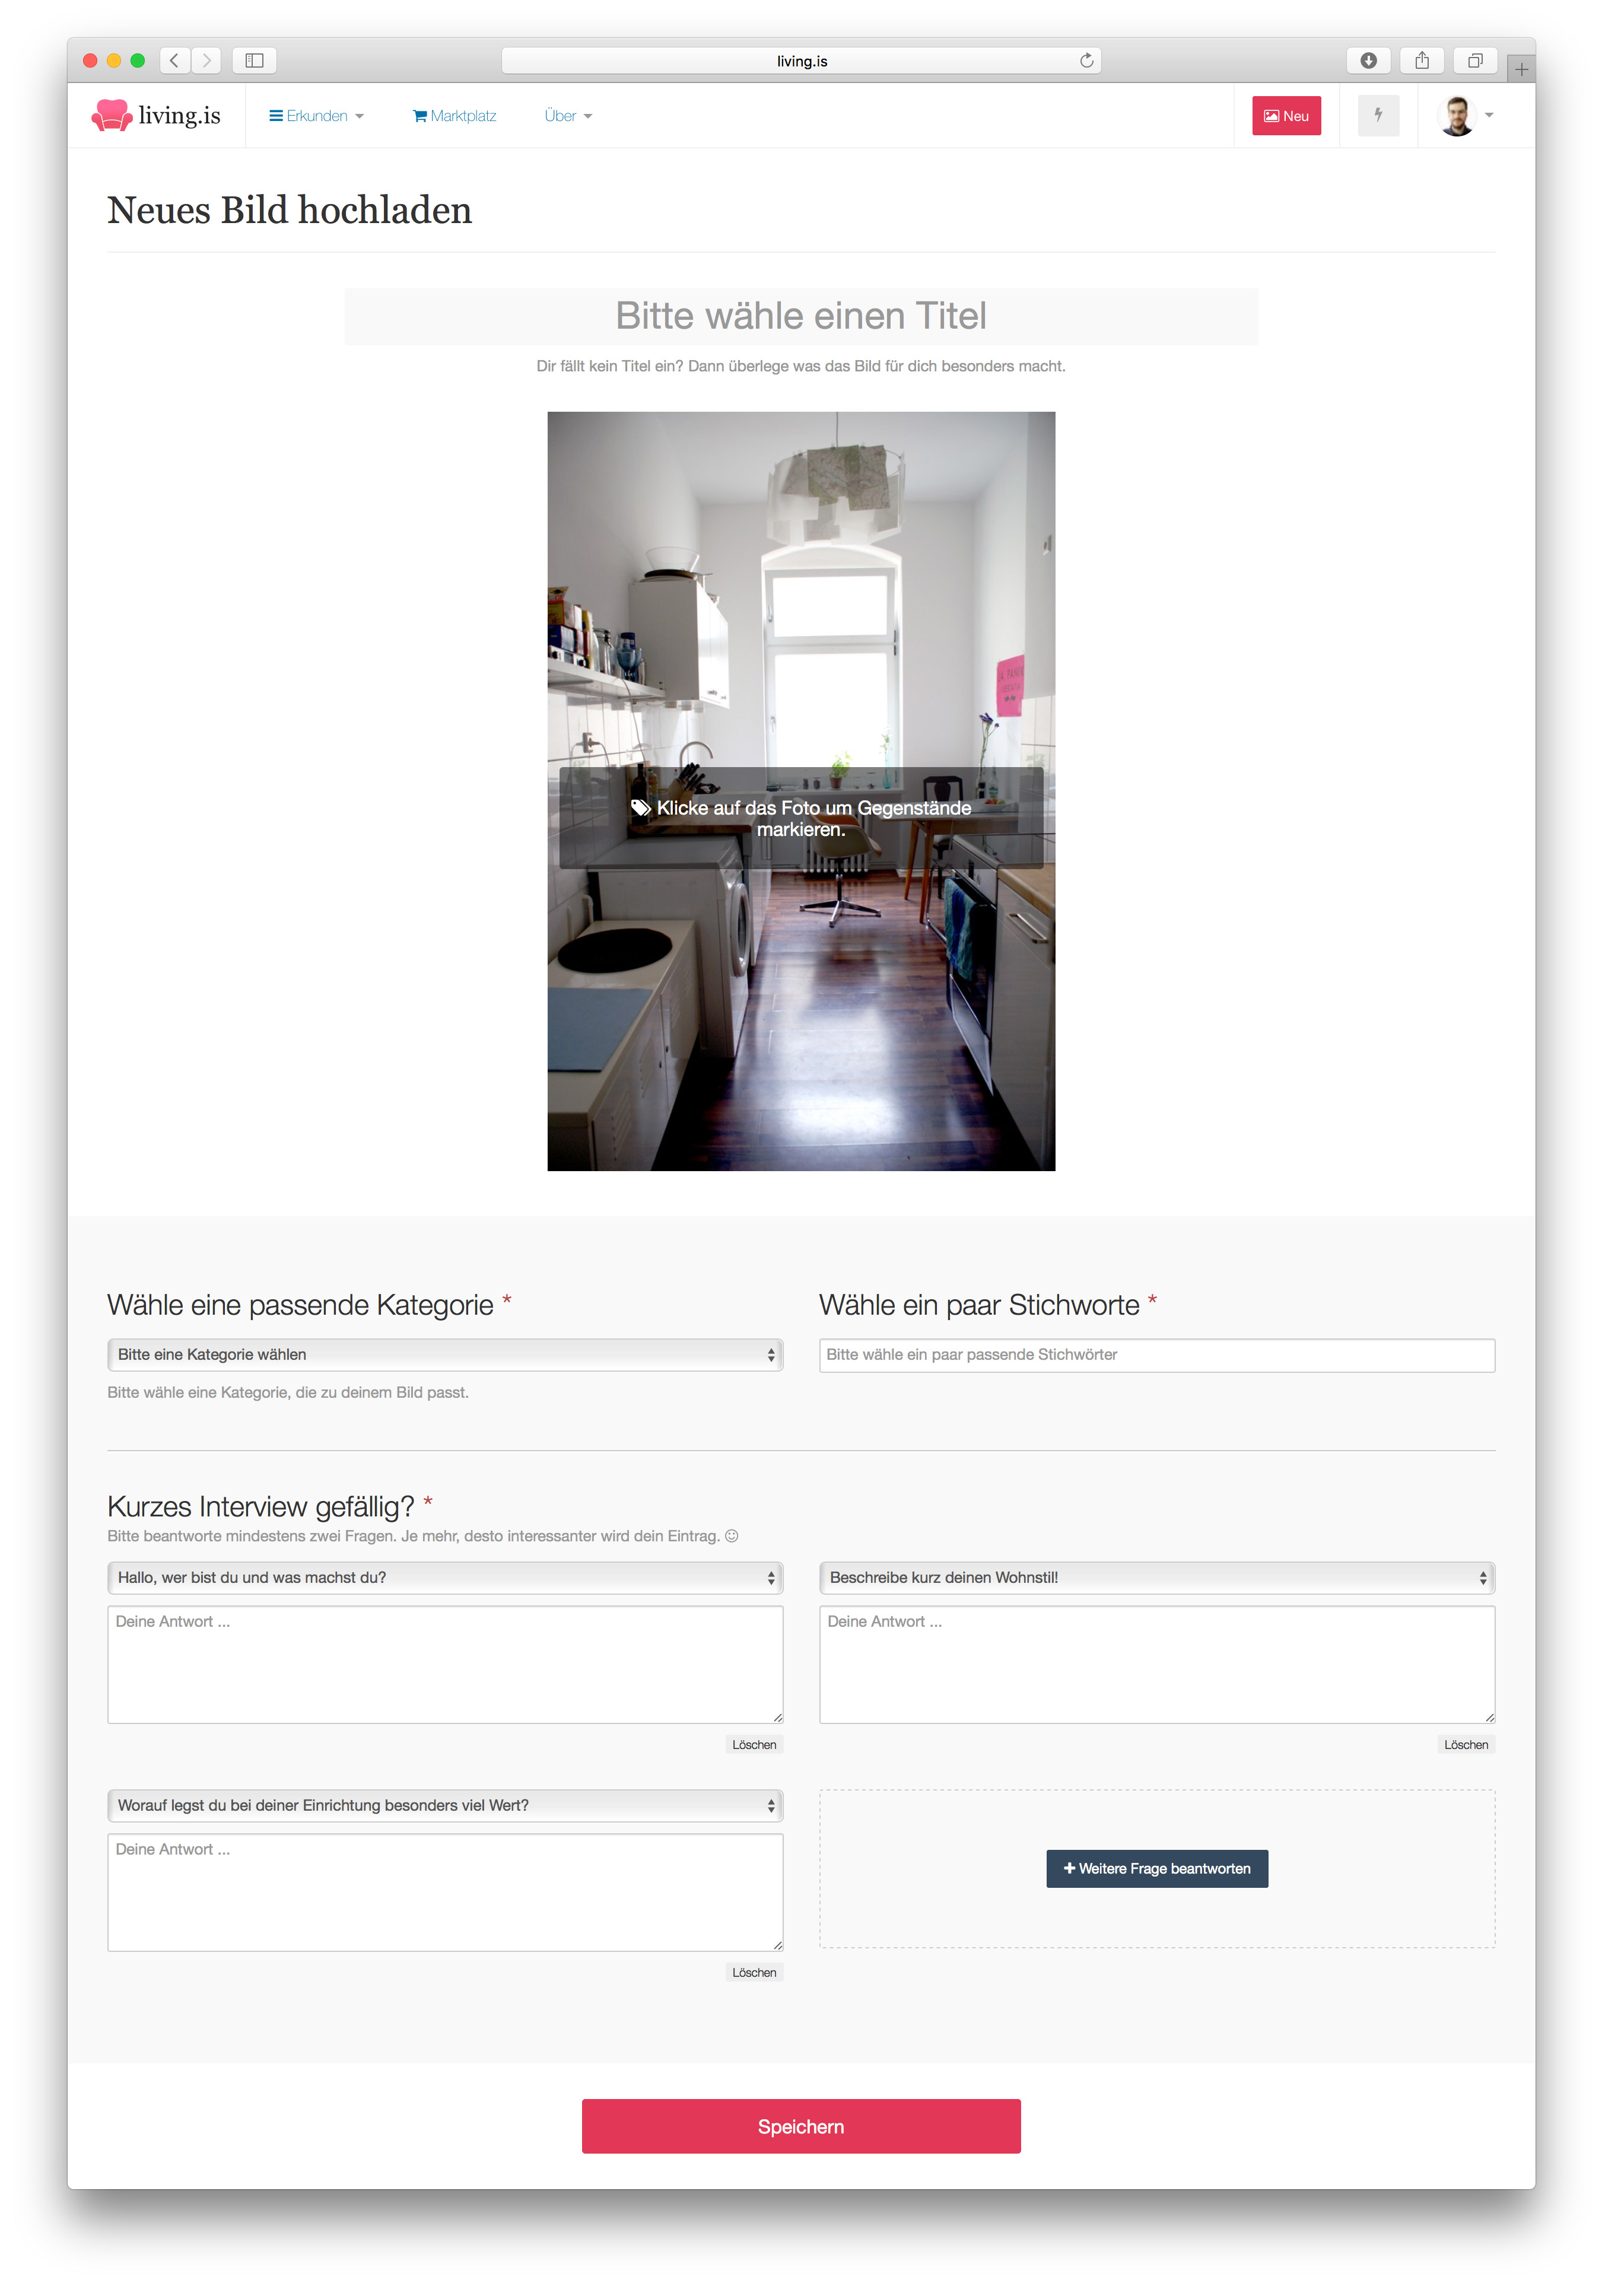 living.is
living.is
Erkunden
Marktplatz
Über
Neu
Neues Bild hochladen
Bitte wähle einen Titel
Dir fällt kein Titel ein? Dann überlege was das Bild für dich besonders macht.
Klicke auf das Foto um Gegenstände
markieren.
Wähle eine passende Kategorie *
Wähle ein paar Stichworte *
Bitte eine Kategorie wählen
Bitte wähle ein paar passende Stichwörter
Bitte wähle eine Kategorie, die zu deinem Bild passt.
Kurzes Interview gefällig? *
Bitte beantworte mindestens zwei Fragen. Je mehr, desto interessanter wird dein Eintrag.
Hallo, wer bist du und was machst du?
Beschreibe kurz deinen Wohnstil!
Deine Antwort ...
Deine Antwort ...
Löschen
Löschen
Worauf legst du bei deiner Einrichtung besonders viel Wert?
Deine Antwort ...
Weitere Frage beantworten
Löschen
Speichern